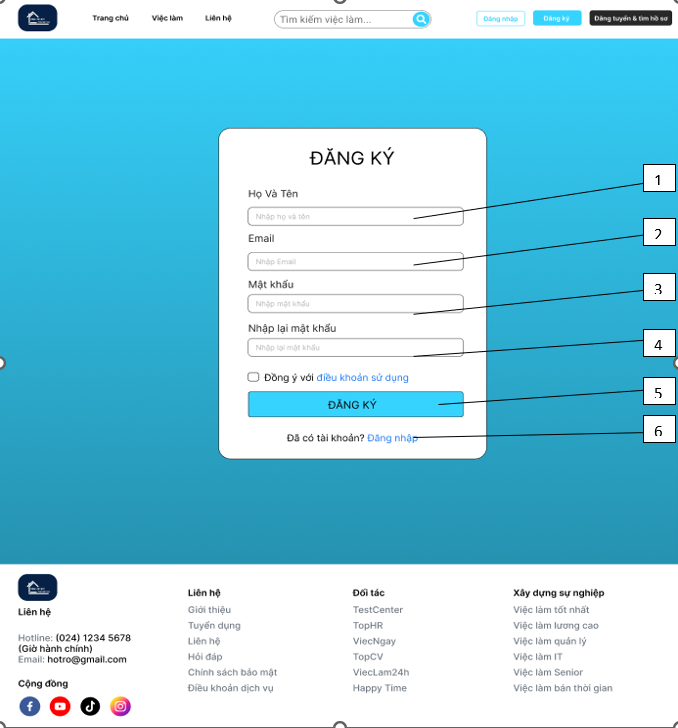 Trang chủ
Việc làm
Liên hệ
Tìm kiếm việc làm...
Đăng nhập
Đăng ký
Đăng tuyển & tìm hồ sơ
ĐĂNG KÝ
Họ Và Tên
Nhập họ và tên
1
Email
Nhập Email
2
Mật khẩu
Nhập mật khẩu
3
Nhập lại mật khẩu
Nhập lại mật khẩu
4
Đồng ý với điều khoản sử dụng
ĐĂNG KÝ
5
Đã có tài khoản? Đăng nhập
6
Liên hệ
Hotline: (024) 1234 5678
(Giờ hành chính)
Email: hotro@gmail.com
Cộng đồng
Liên hệ
Giới thiệu
Tuyển dụng
Liên hệ
Hỏi đáp
Chính sách bảo mật
Điều khoản dịch vụ
Đối tác
TestCenter
TopHR
ViecNgay
TopCV
ViecLam24h
Happy Time
Xây dựng sự nghiệp
Việc làm tốt nhất
Việc làm lương cao
Việc làm quản lý
Việc làm IT
Việc làm Senior
Việc làm bán thời gian